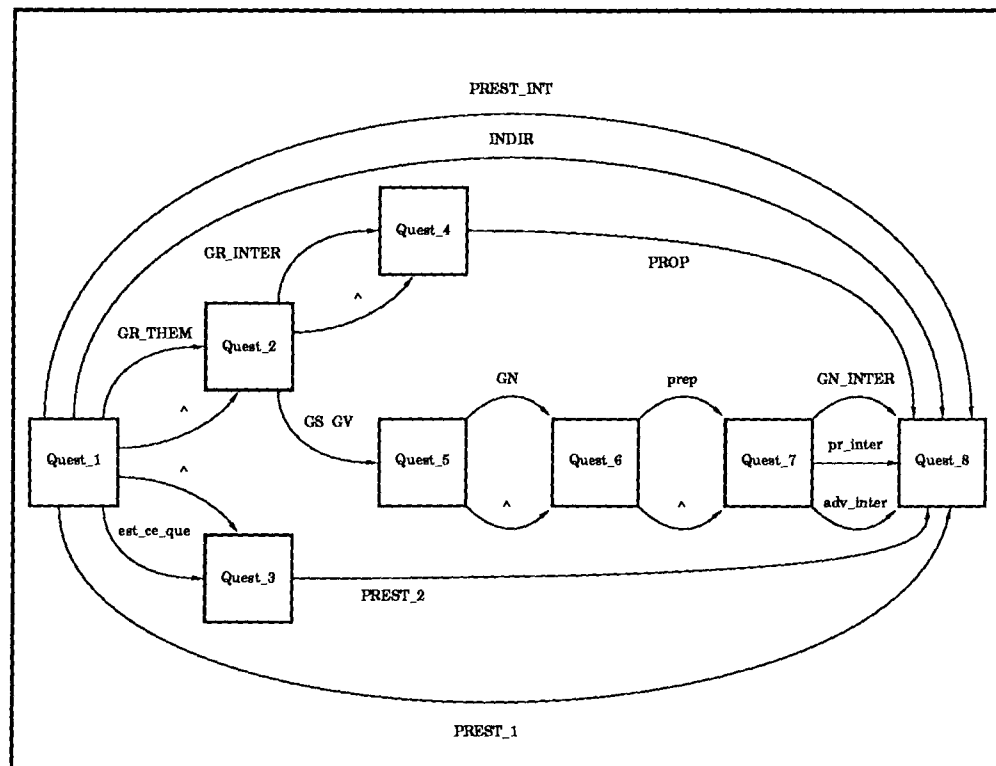 PREST_INT
INDIR
Quest_4
GR_INTER
PROP
^
GR_THEM
Quest_2
GN
prep
GN_INTER
^
GS GV
Quest_1
Quest_5
Quest_6
Quest_7
pr_inter
Quest_8
^
^
^
adv_inter
est_ce_que
Quest_3
PREST_2
PREST_1